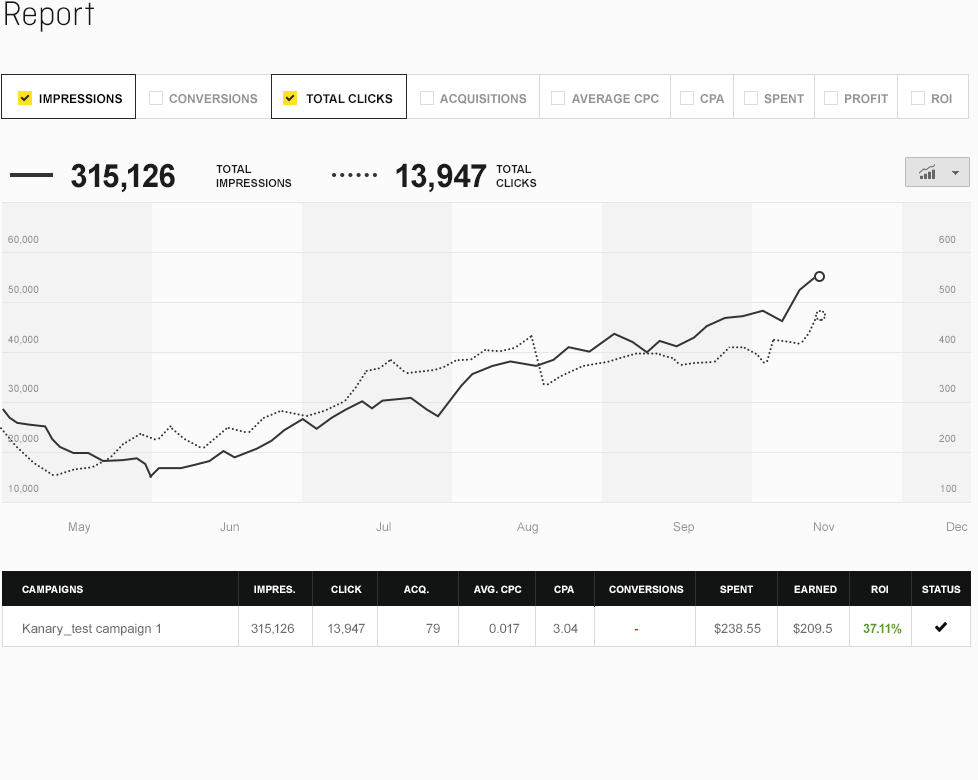 Report
IMPRESSIONS CONVERSIONS TOTAL CLICKS ACQUISITIONS AVERAGE CPC CPA SPENT PROFIT ROI
315,126 TOTAL IMPRESSIONS 13,947 TOTAL CLICKS
60,000 600
50,000 500
40,000 400
30,000 300
20,000 200
10,000 100
May Jun Jul Aug Sep Nov Dec
CAMPAIGNS IMPRES. CLICK ACQ. AVG. CPC CPA CONVERSIONS SPENT EARNED ROI STATUS
Kanary_test campaign 1 315,126 13,947 79 0.017 3.04 - $238.55 $209.5 37.11%